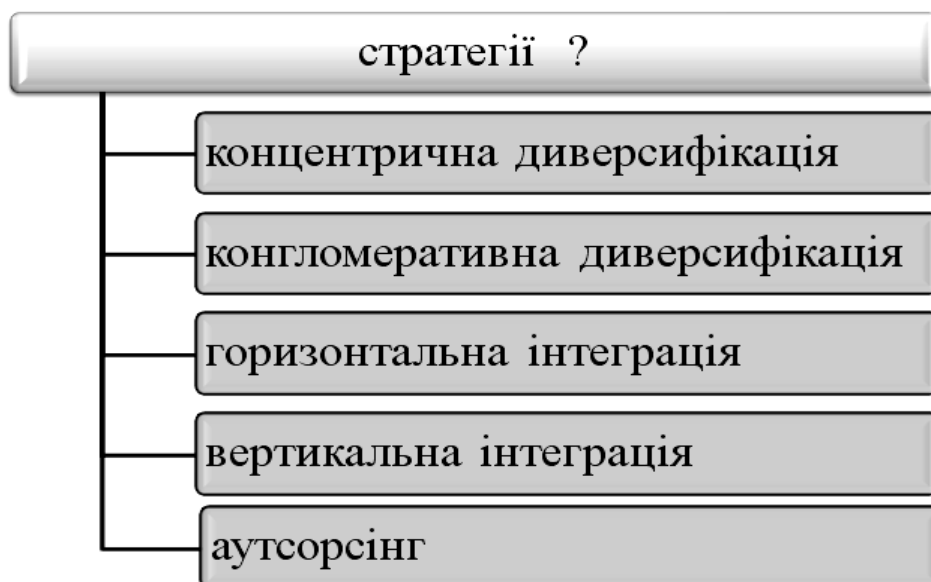 стратегії ?
концентрична диверсифікація
конгломеративна диверсифікація
горизонтальна інтеграція
вертикальна інтеграція
аутсорсінг